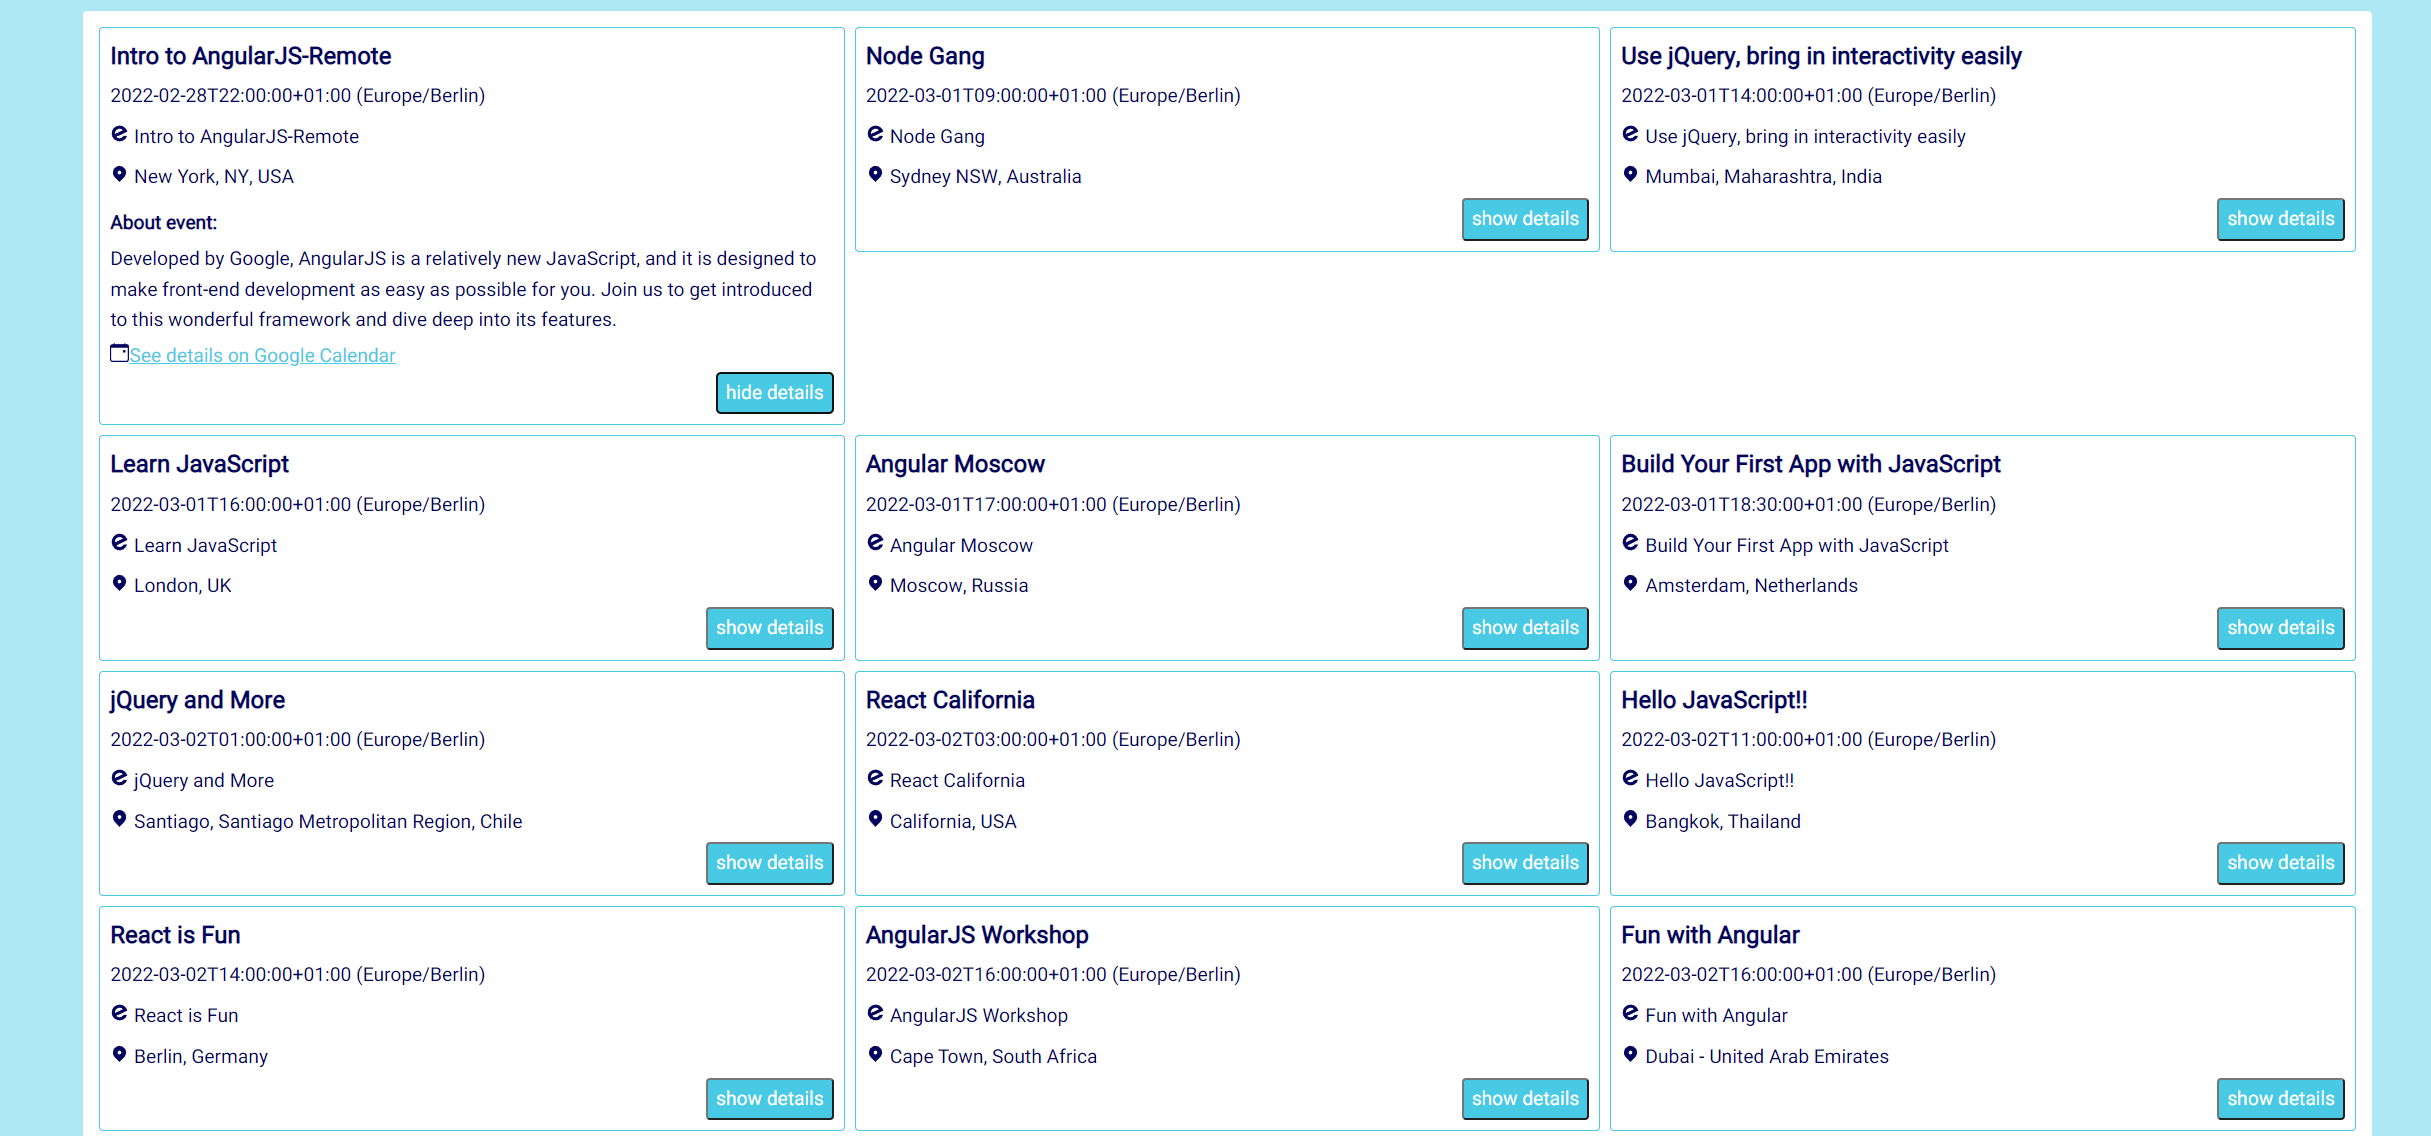 Intro to AngularJS-Remote
2022-02-28T22:00:00+01:00 (Europe/Berlin)
Intro to AngularJS-Remote
New York, NY, USA
About event:
Developed by Google, AngularJS is a relatively new JavaScript, and it is designed to
make front-end development as easy as possible for you. Join us to get introduced
to this wonderful framework and dive deep into its features.
See details on Google Calendar
hide details
Node Gang
2022-03-01T09:00:00+01:00 (Europe/Berlin)
Node Gang
Sydney NSW, Australia
show details
Use jQuery, bring in interactivity easily
2022-03-01T14:00:00+01:00 (Europe/Berlin)
Use jQuery, bring in interactivity easily
Mumbai, Maharashtra, India
show details
Learn JavaScript
2022-03-01T16:00:00+01:00 (Europe/Berlin)
Learn JavaScript
London, UK
show details
Angular Moscow
2022-03-01T17:00:00+01:00 (Europe/Berlin)
Angular Moscow
Moscow, Russia
show details
Build Your First App with JavaScript
2022-03-01T18:30:00+01:00 (Europe/Berlin)
Build Your First App with JavaScript
Amsterdam, Netherlands
show details
jQuery and More
2022-03-02T01:00:00+01:00 (Europe/Berlin)
jQuery and More
Santiago, Santiago Metropolitan Region, Chile
show details
React California
2022-03-02T03:00:00+01:00 (Europe/Berlin)
React California
California, USA
show details
Hello JavaScript!!
2022-03-02T11:00:00+01:00 (Europe/Berlin)
Hello JavaScript!!
Bangkok, Thailand
show details
React is Fun
2022-03-02T14:00:00+01:00 (Europe/Berlin)
React is Fun
Berlin, Germany
show details
AngularJS Workshop
2022-03-02T16:00:00+01:00 (Europe/Berlin)
AngularJS Workshop
Cape Town, South Africa
show details
Fun with Angular
2022-03-02T16:00:00+01:00 (Europe/Berlin)
Fun with Angular
Dubai - United Arab Emirates
show details